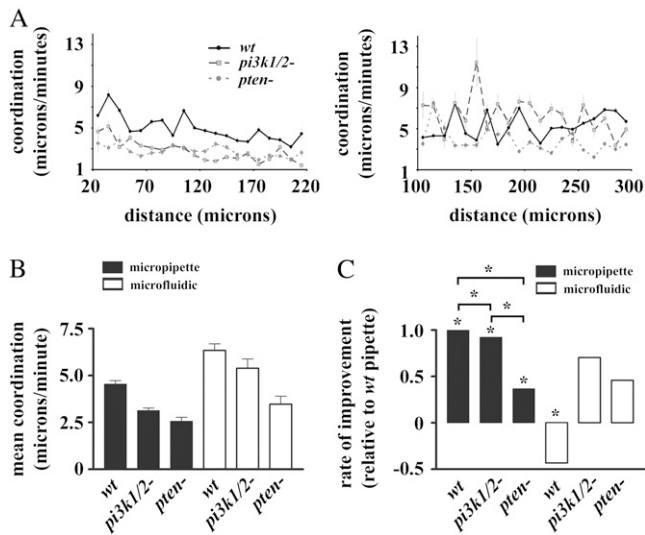 A
coordination
(microns/minutes)
13
9
5
1
wt
pi3k1/2-
pten-
20 70 120 170 220
distance (microns)
coordination
(microns/minutes)
13
9
5
1
100 150 200 250 300
distance (microns)
B
micropipette
microfluidic
mean coordination
(microns/minute)
7.5
5.0
2.5
0
wt pi3k1/2- pten- wt pi3k1/2- pten-
C
micropipette
microfluidic
rate of improvement
(relative to wt pipette)
1.0
0.5
0
-0.5
*
* *
* *
*
*
wt pi3k1/2- pten- wt pi3k1/2- pten-